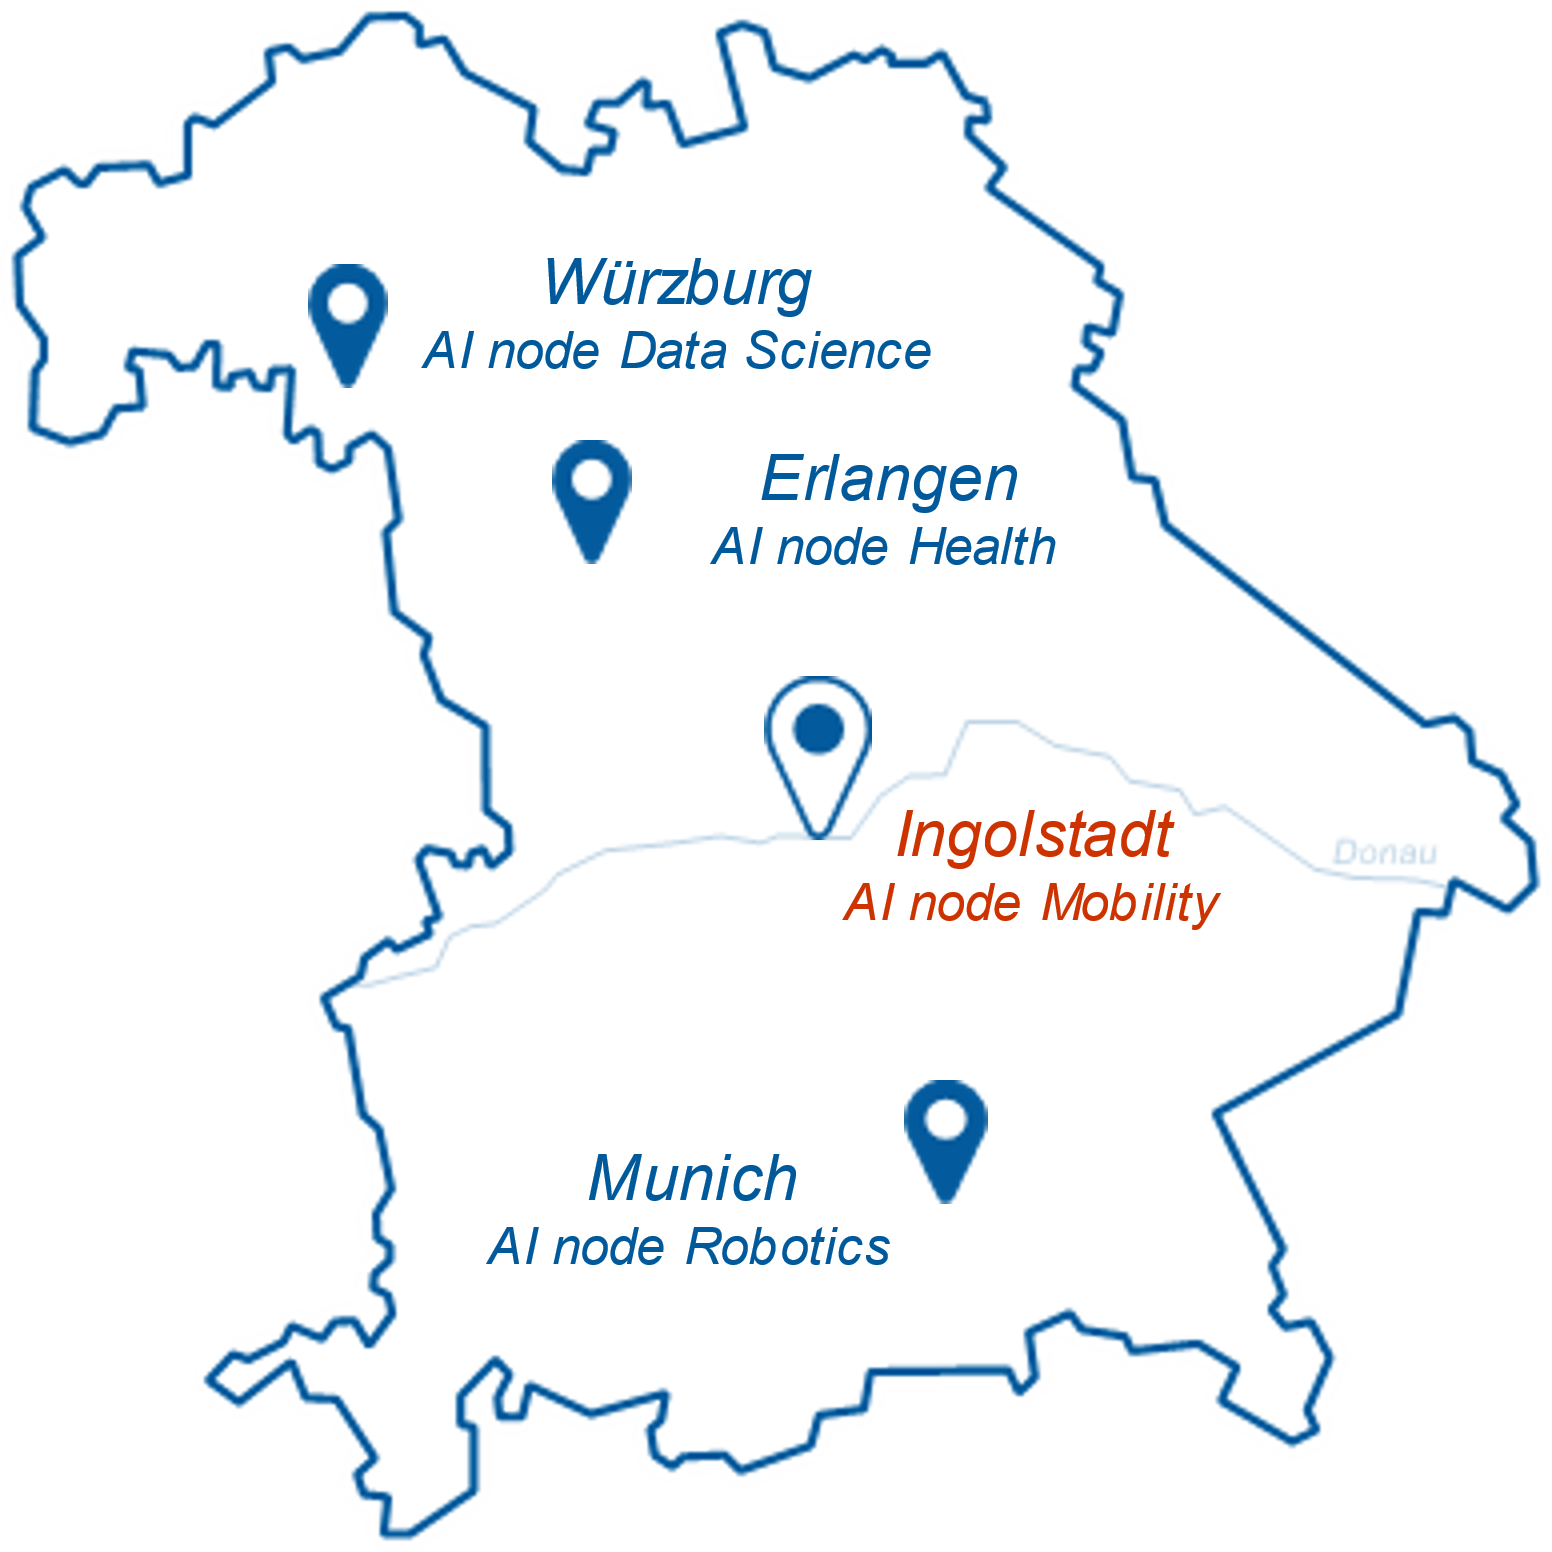 Würzburg
AI node Data Science
Erlangen
AI node Health
Ingolstadt
AI node Mobility
Donau
Munich
AI node Robotics